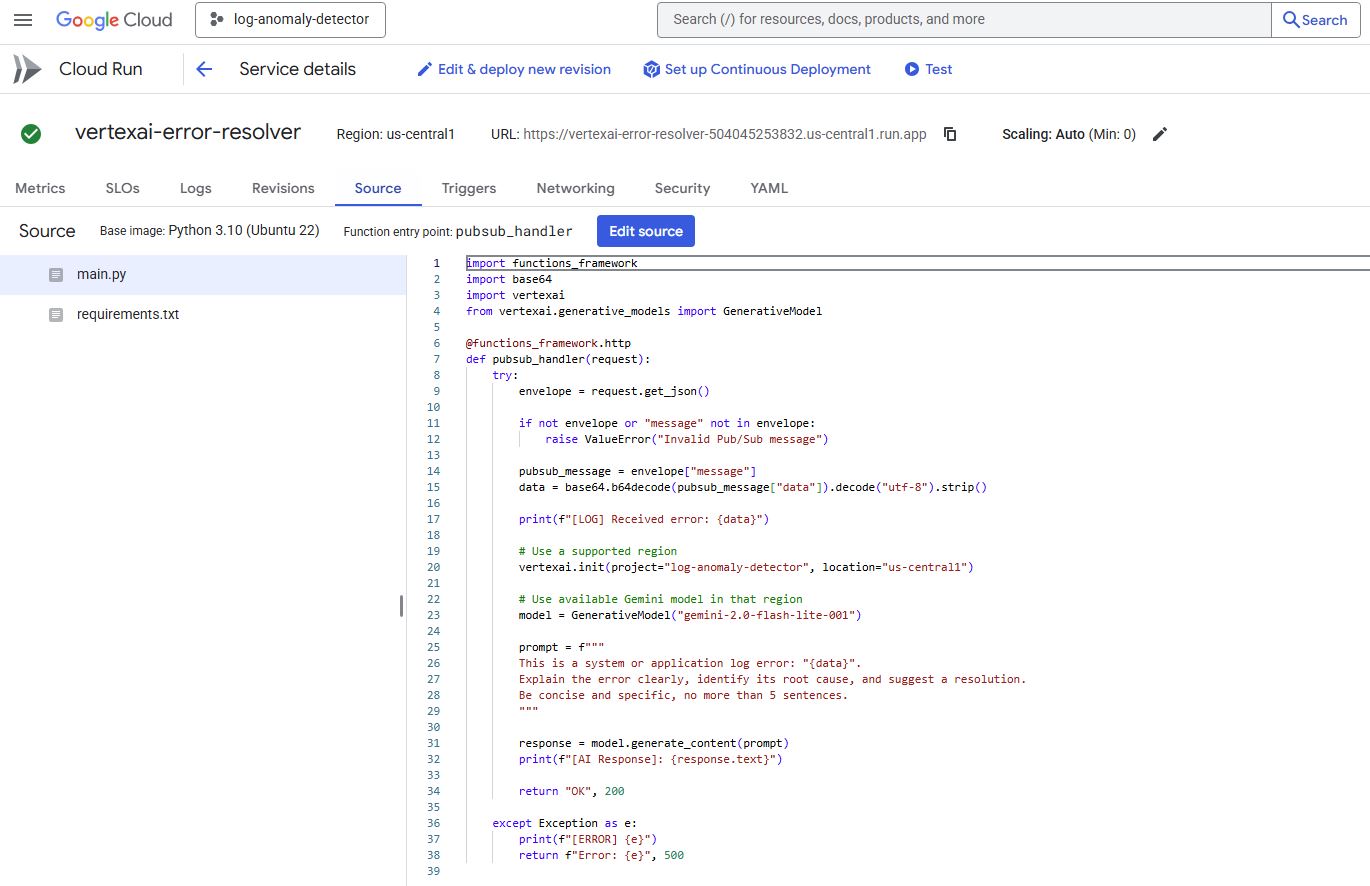 Google Cloud
log-anomaly-detector
Search (/) for resources, docs, products, and more
Search
Cloud Run
Service details
Edit & deploy new revision
Set up Continuous Deployment
Test
vertexai-error-resolver
Region: us-central1
URL: https://vertexai-error-resolver-504045253832.us-central1.run.app
Scaling: Auto (Min: 0)
Metrics
SLOs
Logs
Revisions
Source
Triggers
Networking
Security
YAML
Source
Base image: Python 3.10 (Ubuntu 22)
Function entry point: pubsub_handler
Edit source
main.py
requirements.txt
1 import functions_framework
2 import base64
3 import vertexai
4 from vertexai.generative_models import GenerativeModel
5
6 @functions_framework.http
7 def pubsub_handler(request):
8     try:
9         envelope = request.get_json()
10
11         if not envelope or "message" not in envelope:
12             raise ValueError("Invalid Pub/Sub message")
13
14         pubsub_message = envelope["message"]
15         data = base64.b64decode(pubsub_message["data"]).decode("utf-8").strip()
16
17         print(f"[LOG] Received error: {data}")
18
19         # Use a supported region
20         vertexai.init(project="log-anomaly-detector", location="us-central1")
21
22         # Use available Gemini model in that region
23         model = GenerativeModel("gemini-2.0-flash-lite-001")
24
25         prompt = f"""
26         This is a system or application log error: "{data}".
27         Explain the error clearly, identify its root cause, and suggest a resolution.
28         Be concise and specific, no more than 5 sentences.
29         """
30
31         response = model.generate_content(prompt)
32         print(f"[AI Response]: {response.text}")
33
34         return "OK", 200
35
36     except Exception as e:
37         print(f"[ERROR] {e}")
38         return f"Error: {e}", 500
39